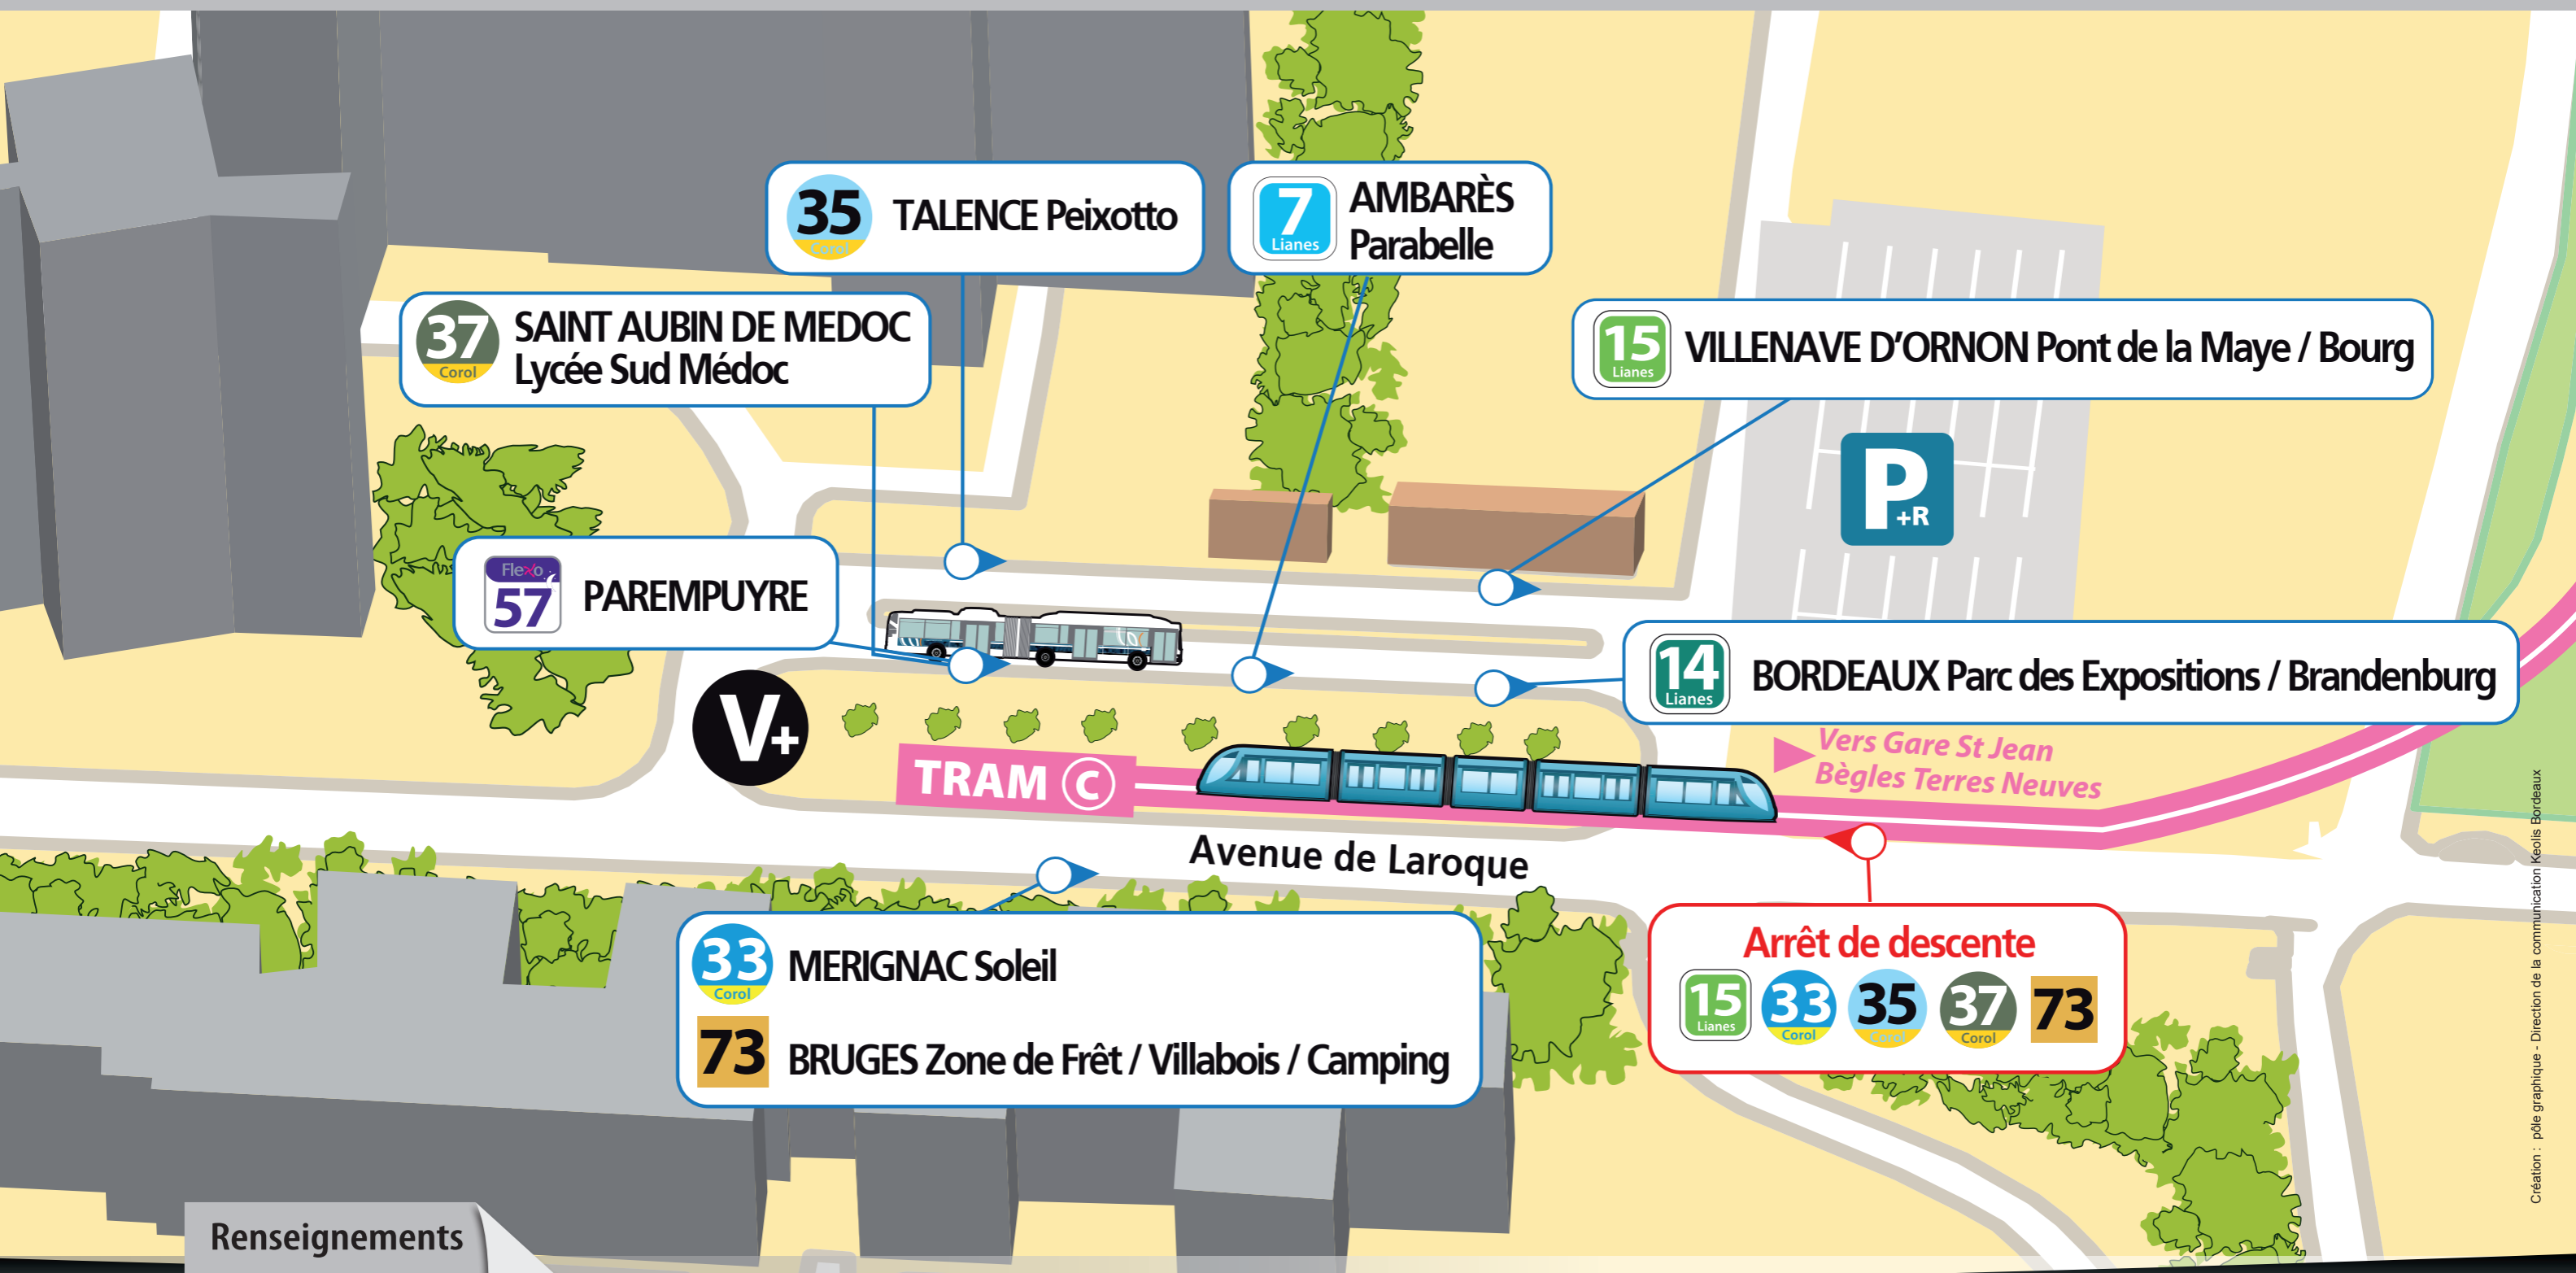 35
Corol
TALENCE Peixotto
7
Lianes
AMBARÈS
Parabelle
37
Corol
SAINT AUBIN DE MEDOC
Lycée Sud Médoc
15
Lianes
VILLENAVE D’ORNON Pont de la Maye / Bourg
P+R
Flexo
57
PAREMPUYRE
14
Lianes
BORDEAUX Parc des Expositions / Brandenburg
V+
TRAM C
Vers Gare St Jean
Bègles Terres Neuves
Avenue de Laroque
33
Corol
MERIGNAC Soleil
73
BRUGES Zone de Frêt / Villabois / Camping
Arrêt de descente
15
Lianes
33
Corol
35
Corol
37
Corol
73
Création : pôle graphique - Direction de la communication Keolis Bordeaux
Renseignements